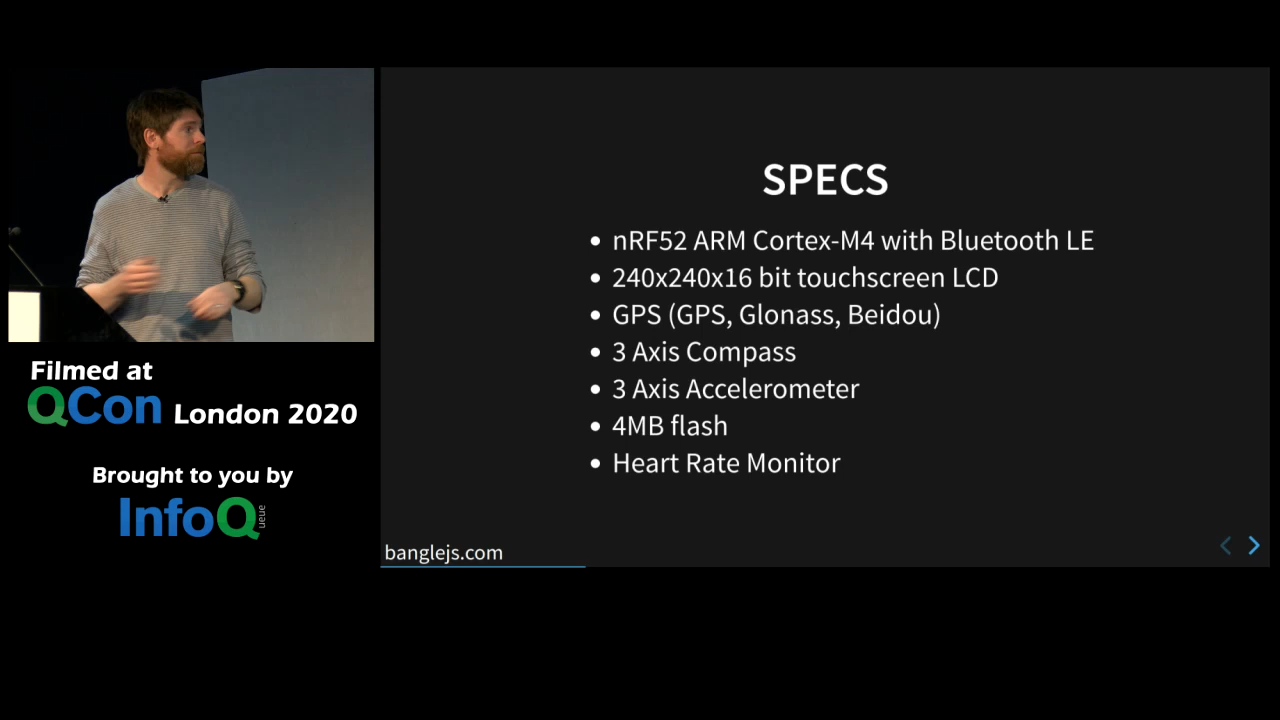 SPECS
• nRF52 ARM Cortex-M4 with Bluetooth LE
• 240x240x16 bit touchscreen LCD
• GPS (GPS, Glonass, Beidou)
• 3 Axis Compass
• 3 Axis Accelerometer
• 4MB flash
• Heart Rate Monitor
banglejs.com
Filmed at
QCon London 2020
Brought to you by
InfoQueue